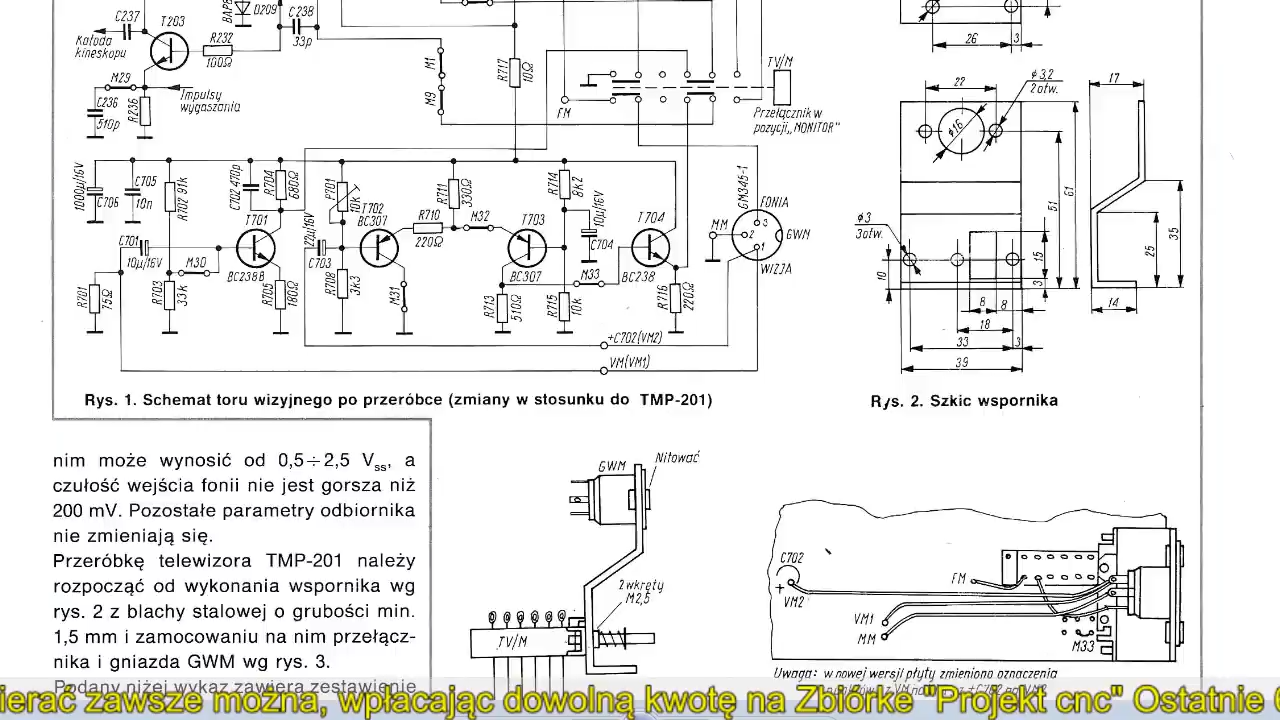 C237
T203
BAP8
D209
C238
33p
Katoda
kineskopu
R232
100Ω
M29
Impulsy
wygaszania
C236
510p
R236
M1
M9
R717
10Ω
FM
TV/M
Przełącznik w
pozycji „MONITOR"
1000µ/16V
C706
C705
10n
R702 91k
C702 470p
R704
680Ω
T701
BC238B
C701
10µ/16V
M30
R701
75Ω
R703
33k
R705
180Ω
22µ/16V
C703
P701
10k
T702
BC307
R708
3k3
M31
R710
220Ω
R711
330Ω
M32
T703
BC307
R713
510Ω
R714
8k2
10µ/16V
C704
M33
R715
10k
T704
BC238
R716
220Ω
GM945-1
FONIA
MM
2
3
1
GWM
WIZJA
+C702(VM2)
VM(VM1)
Rys. 1. Schemat toru wizyjnego po przeróbce (zmiany w stosunku do TMP-201)
26
3
22
ϕ3,2
2otw.
17
ϕ16
61
51
ϕ3
3otw.
10
15
3
25
35
8
8
18
33
3
39
14
Rys. 2. Szkic wspornika
nim może wynosić od 0,5÷2,5 Vss, a
czułość wejścia fonii nie jest gorsza niż
200 mV. Pozostałe parametry odbiornika
nie zmieniają się.
Przeróbkę telewizora TMP-201 należy
rozpocząć od wykonania wspornika wg
rys. 2 z blachy stalowej o grubości min.
1,5 mm i zamocowaniu na nim przełącz-
nika i gniazda GWM wg rys. 3.
Podany niżej wykaz zawiera zestawienie
GWM
Nitować
2 wkręty
M2,5
TV/M
C702
+
VM2
FM
VM1
MM
M33
Uwaga: w nowej wersji płyty zmieniono oznaczenia
ierać zawsze można, wpłacając dowolną kwotę na Zbiórkę "Projekt cnc" Ostatnie